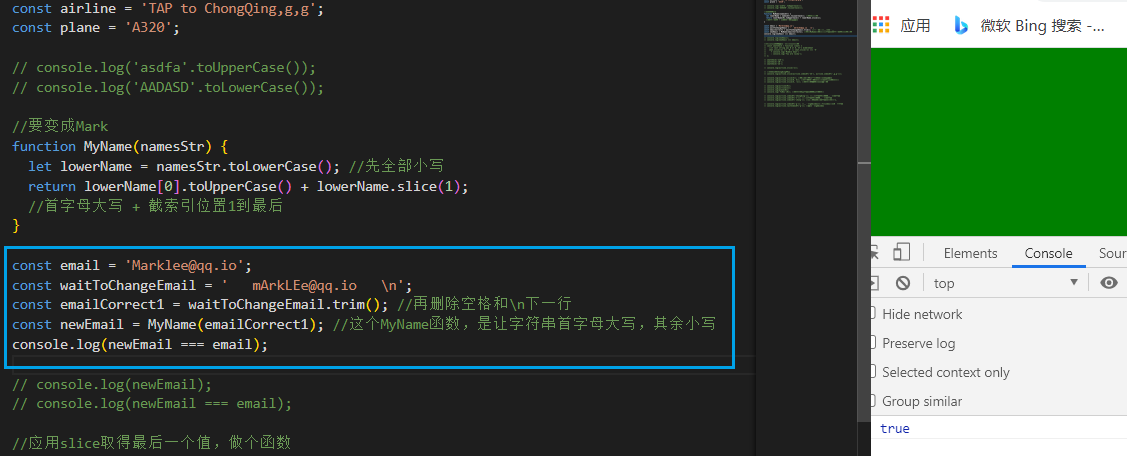 const airline = 'TAP to ChongQing,g,g';
const plane = 'A320';
// console.log('asdfa'.toUpperCase());
// console.log('AADASD'.toLowerCase());
//要变成Mark
function MyName(namesStr) {
let lowerName = namesStr.toLowerCase(); //先全部小写
return lowerName[0].toUpperCase() + lowerName.slice(1);
//首字母大写 + 截索引位置1到最后
}
const email = 'Marklee@qq.io';
const waitToChangeEmail = '   mArkLEe@qq.io   \n';
const emailCorrect1 = waitToChangeEmail.trim(); //再删除空格和\n下一行
const newEmail = MyName(emailCorrect1); //这个MyName函数，是让字符串首字母大写，其余小写
console.log(newEmail === email);
// console.log(newEmail);
// console.log(newEmail === email);
//应用slice取得最后一个值，做个函数
应用 微软 Bing 搜索 -...
Elements Console Sour
top
Hide network
Preserve log
Selected context only
Group similar
true